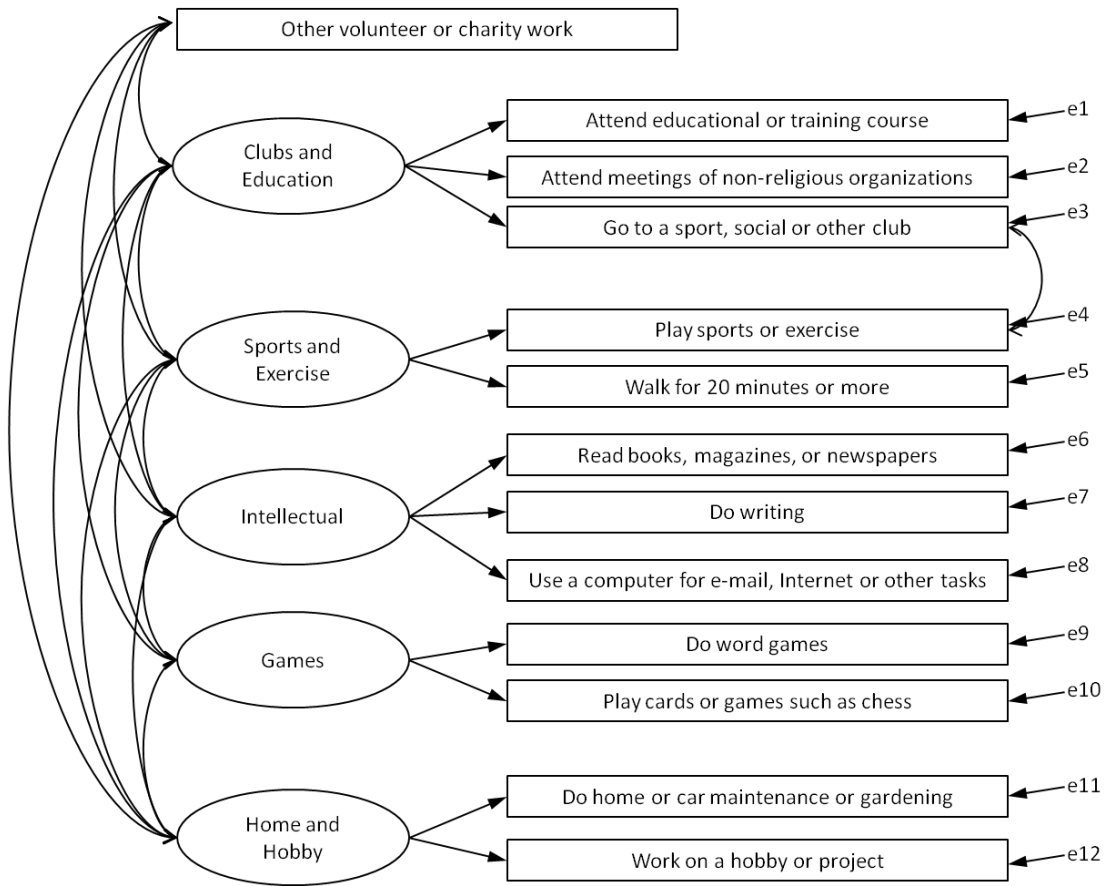 Other volunteer or charity work
Attend educational or training course
e1
Clubs and
Education
Attend meetings of non-religious organizations
e2
Go to a sport, social or other club
e3
Play sports or exercise
e4
Sports and
Exercise
Walk for 20 minutes or more
e5
Read books, magazines, or newspapers
e6
Intellectual
Do writing
e7
Use a computer for e-mail, Internet or other tasks
e8
Do word games
e9
Games
Play cards or games such as chess
e10
Do home or car maintenance or gardening
e11
Home and
Hobby
Work on a hobby or project
e12